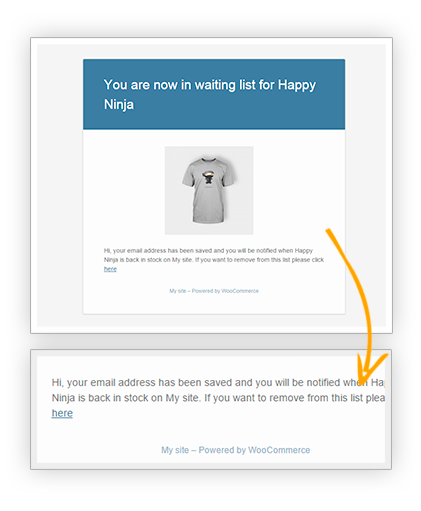 You are now in waiting list for Happy
Ninja
Hi, your email address has been saved and you will be notified when Happy
Ninja is back in stock on My site. If you want to remove from this list please click
here
My site – Powered by WooCommerce
Hi, your email address has been saved and you will be notified when Hap
Ninja is back in stock on My site. If you want to remove from this list plea
here
My site – Powered by WooCommerce